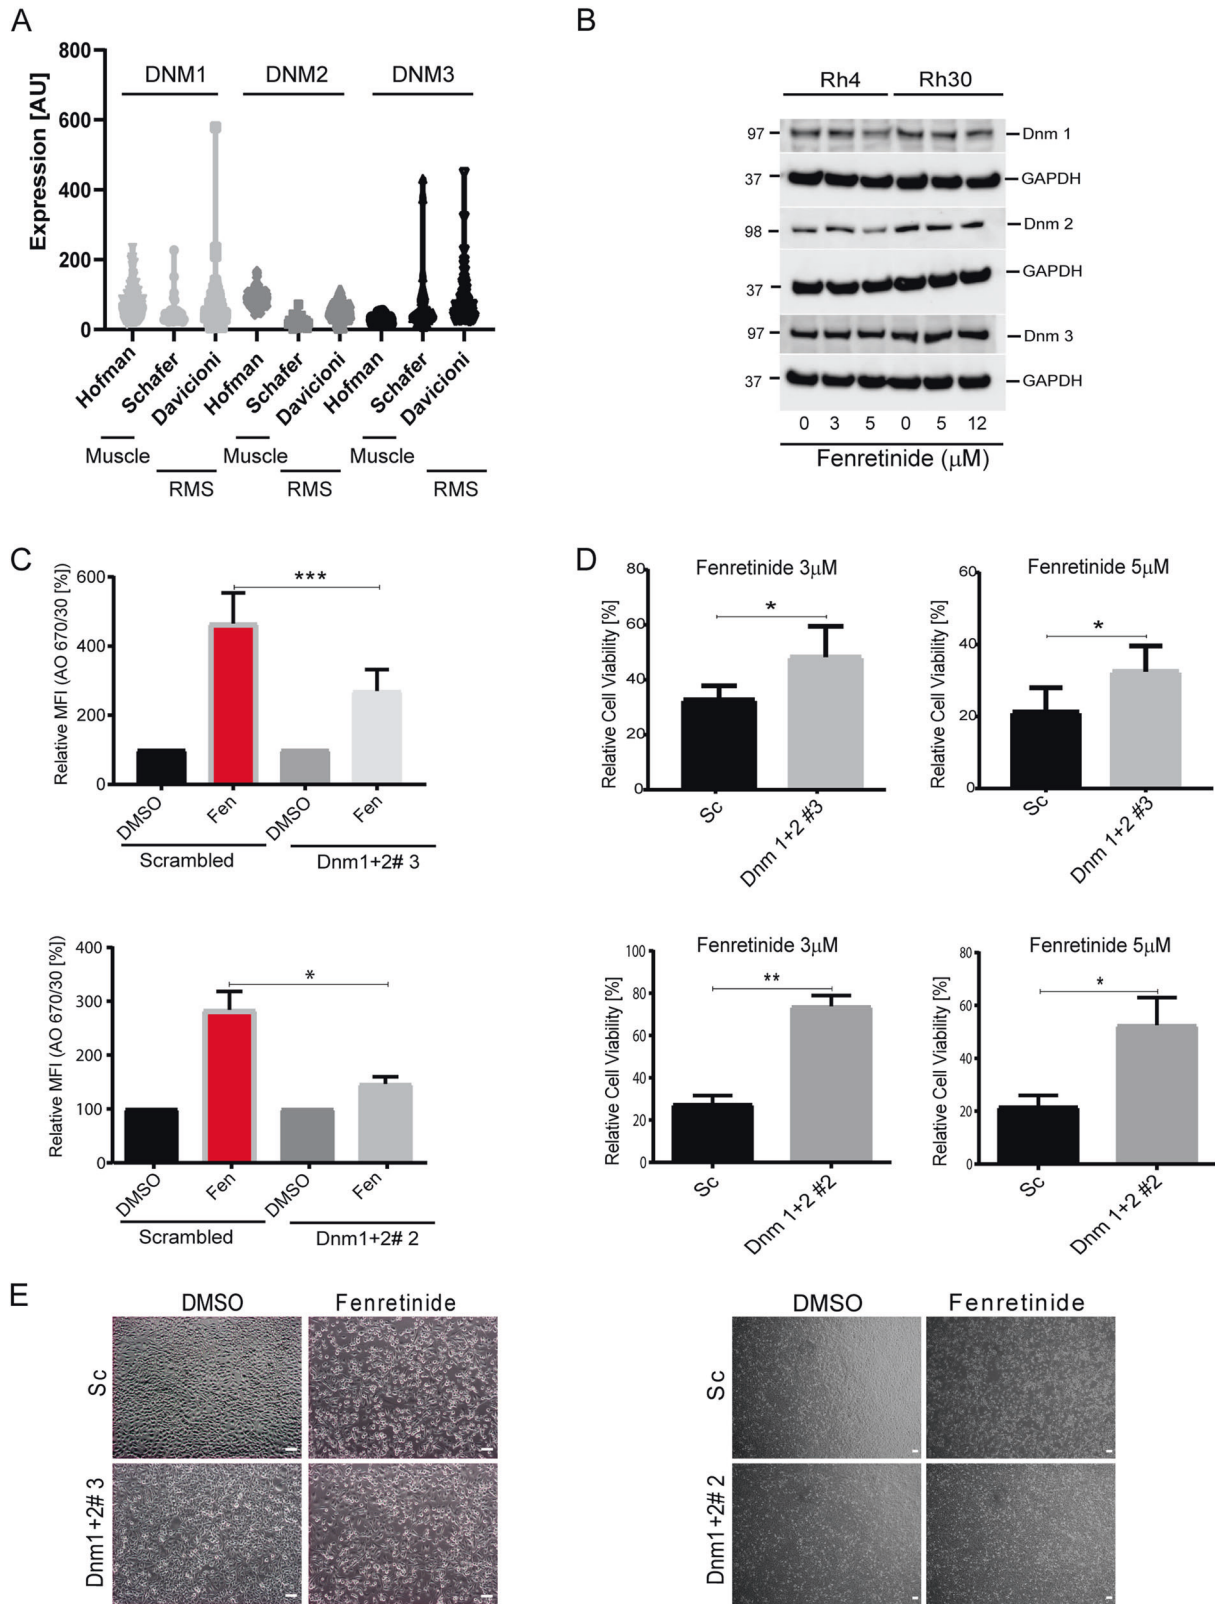 A
800
600
400
200
0
Expression [AU]
DNM1 DNM2 DNM3
Hofman Schafer Davicioni Hofman Schafer Davicioni Hofman Schafer Davicioni
Muscle Muscle Muscle
RMS RMS RMS
B
Rh4 Rh30
97 Dnm 1
37 GAPDH
98 Dnm 2
37 GAPDH
97 Dnm 3
37 GAPDH
0 3 5 0 5 12
Fenretinide (μM)
C
Relative MFI (AO 670/30 [%])
600
400
200
0
***
DMSO Fen DMSO Fen
Scrambled Dnm1+2# 3
Relative MFI (AO 670/30 [%])
400
300
200
100
0
*
DMSO Fen DMSO Fen
Scrambled Dnm1+2# 2
D
Fenretinide 3μM
Relative Cell Viability [%]
80
60
40
20
0
*
Sc Dnm 1+2 #3
Fenretinide 5μM
Relative Cell Viability [%]
60
40
20
0
*
Sc Dnm 1+2 #3
Fenretinide 3μM
Relative Cell Viability [%]
100
80
60
40
20
0
**
Sc Dnm 1+2 #2
Fenretinide 5μM
Relative Cell Viability [%]
80
60
40
20
0
*
Sc Dnm 1+2 #2
E
DMSO Fenretinide
Sc
Dnm1+2# 3
DMSO Fenretinide
Sc
Dnm1+2# 2